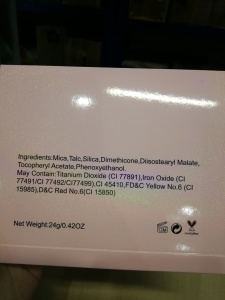 Ingredients:Mica,Talc,Silica,Dimethicone,Diisostearyl Malate,
Tocopheryl Acetate,Phenoxyethanol.
May Contain:Titanium Dioxide (CI 77891),Iron Oxide (CI
77491/CI 77492/CI77499),CI 45410,FD&C Yellow No.6 (CI
15985),D&C Red No.6(CI 15850)
Net Weight:24g/0.42OZ
12M